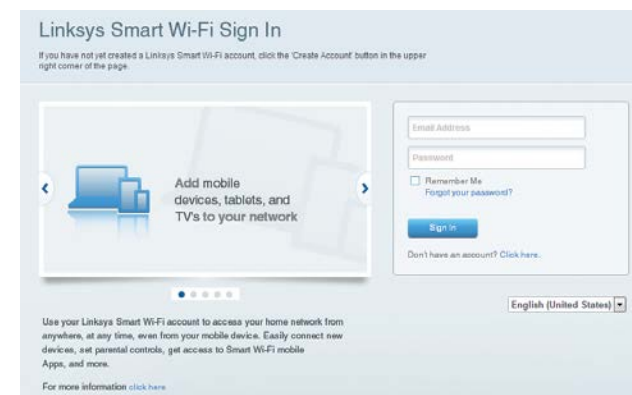 Linksys Smart Wi-Fi Sign In
If you have not yet created a Linksys Smart Wi-Fi account, click the 'Create Account' button in the upper
right corner of the page.
Add mobile
devices, tablets, and
TV's to your network
Email Address
Password
Remember Me
Forgot your password?
Sign In
Don't have an account? Click here.
English (United States)
Use your Linksys Smart Wi-Fi account to access your home network from
anywhere, at any time, even from your mobile device. Easily connect new
devices, set parental controls, get access to Smart Wi-Fi mobile
Apps, and more.
For more information click here